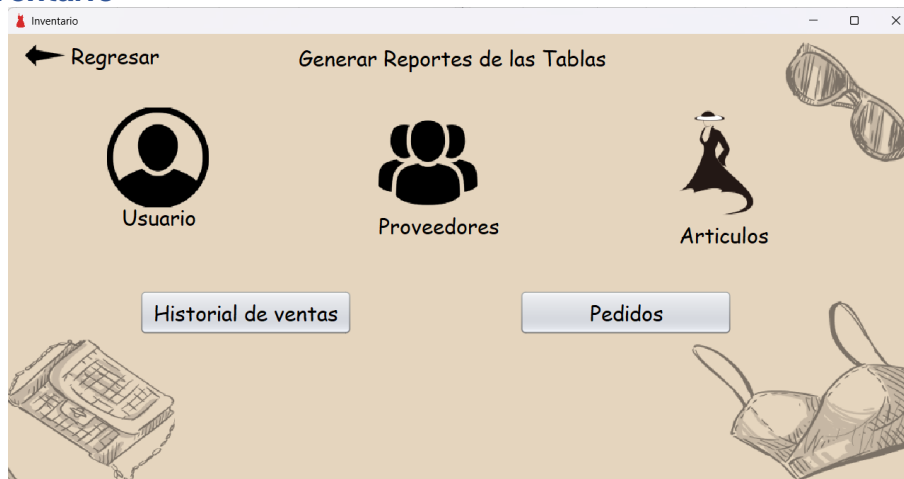 Inventario
Regresar
Generar Reportes de las Tablas
Usuario
Proveedores
Articulos
Historial de ventas
Pedidos